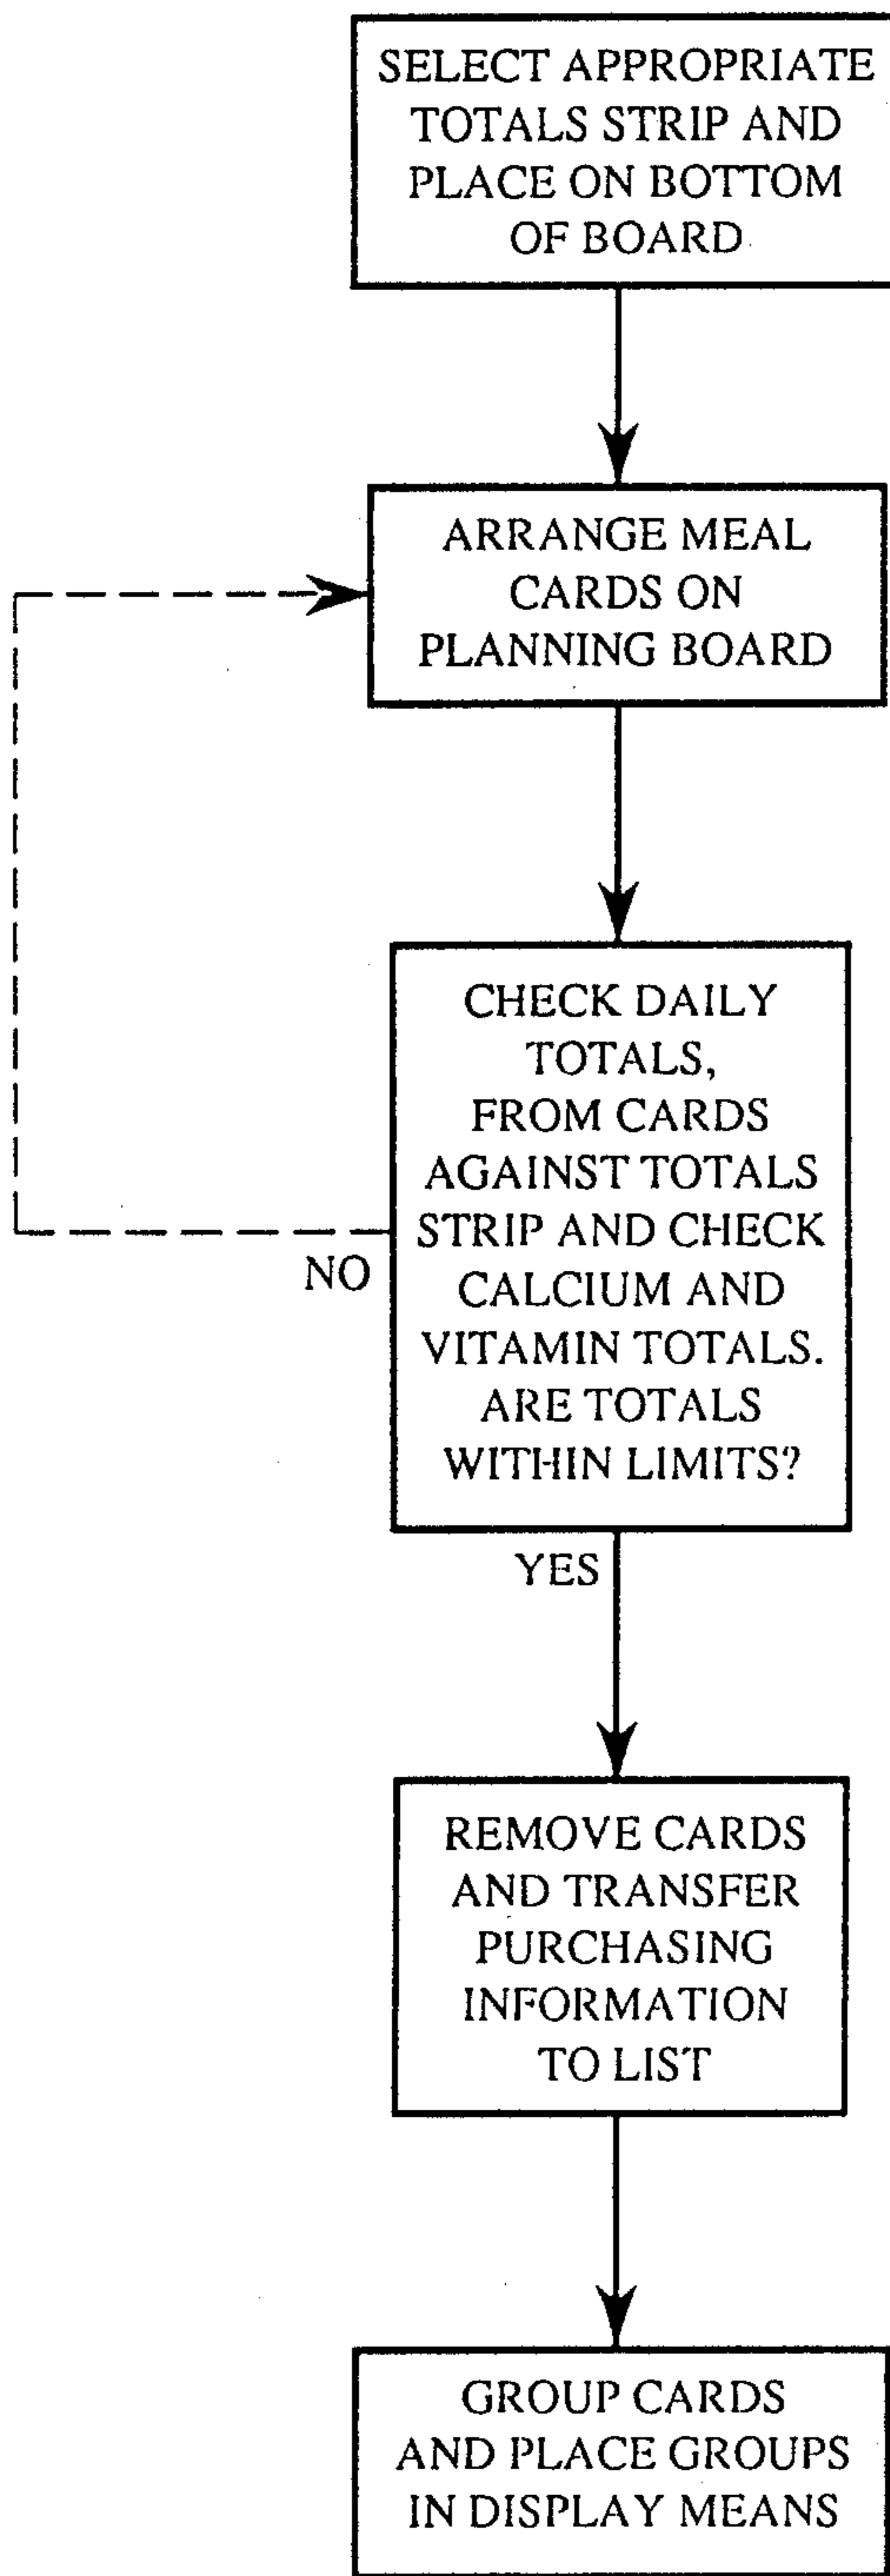 SELECT APPROPRIATE
TOTALS STRIP AND
PLACE ON BOTTOM
OF BOARD
ARRANGE MEAL
CARDS ON
PLANNING BOARD
CHECK DAILY
TOTALS,
FROM CARDS
AGAINST TOTALS
STRIP AND CHECK
CALCIUM AND
VITAMIN TOTALS.
ARE TOTALS
WITHIN LIMITS?
NO
YES
REMOVE CARDS
AND TRANSFER
PURCHASING
INFORMATION
TO LIST
GROUP CARDS
AND PLACE GROUPS
IN DISPLAY MEANS